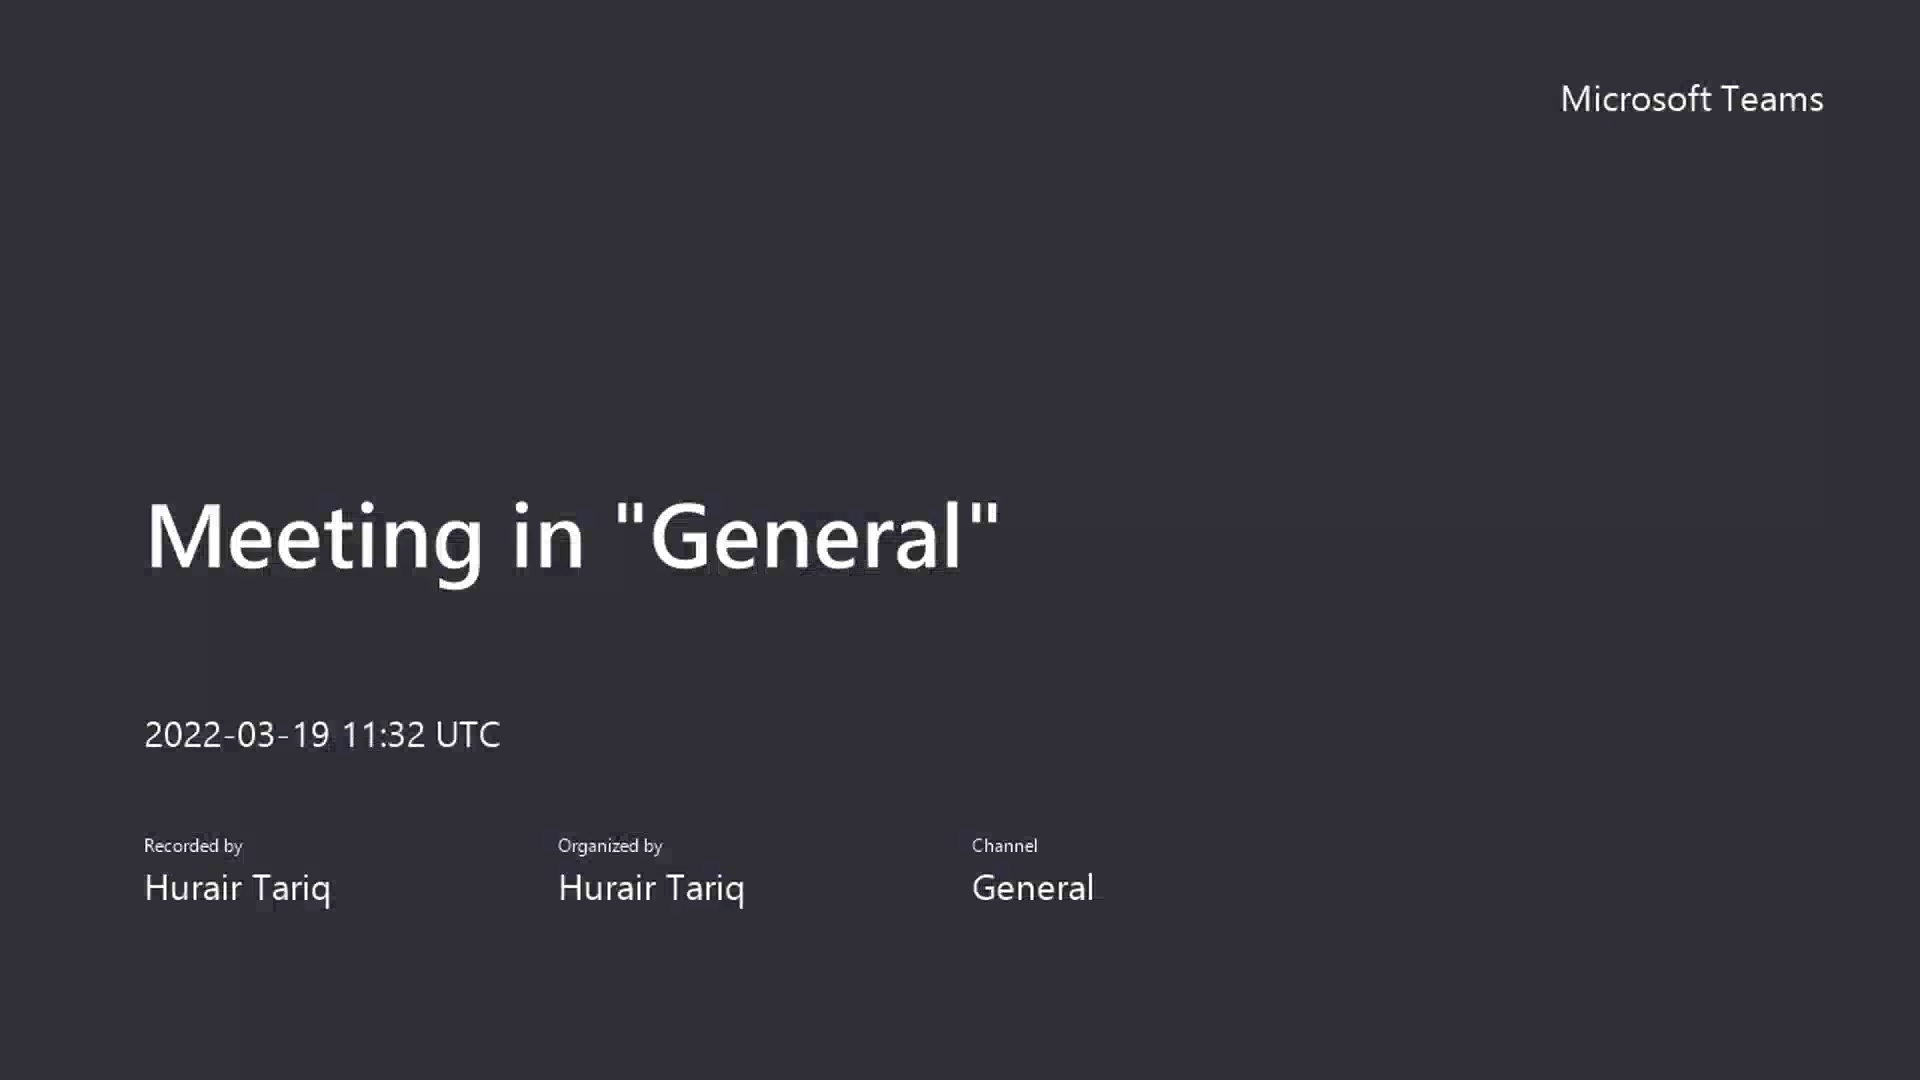 Microsoft Teams
Meeting in "General"
2022-03-19 11:32 UTC
Recorded by
Hurair Tariq
Organized by
Hurair Tariq
Channel
General